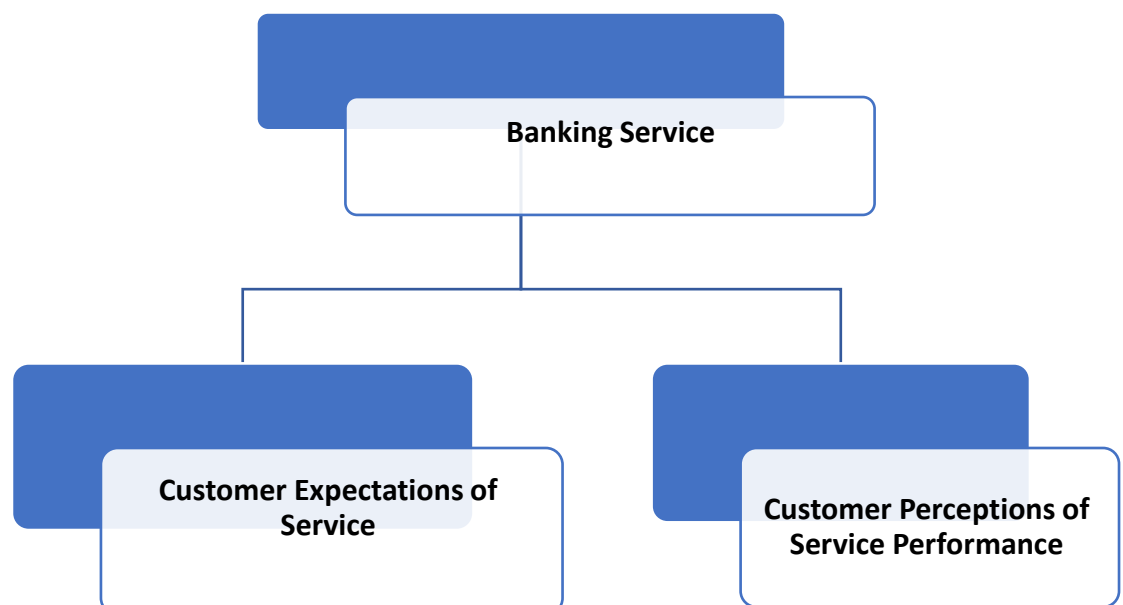 Banking Service
Customer Expectations of
Service
Customer Perceptions of
Service Performance